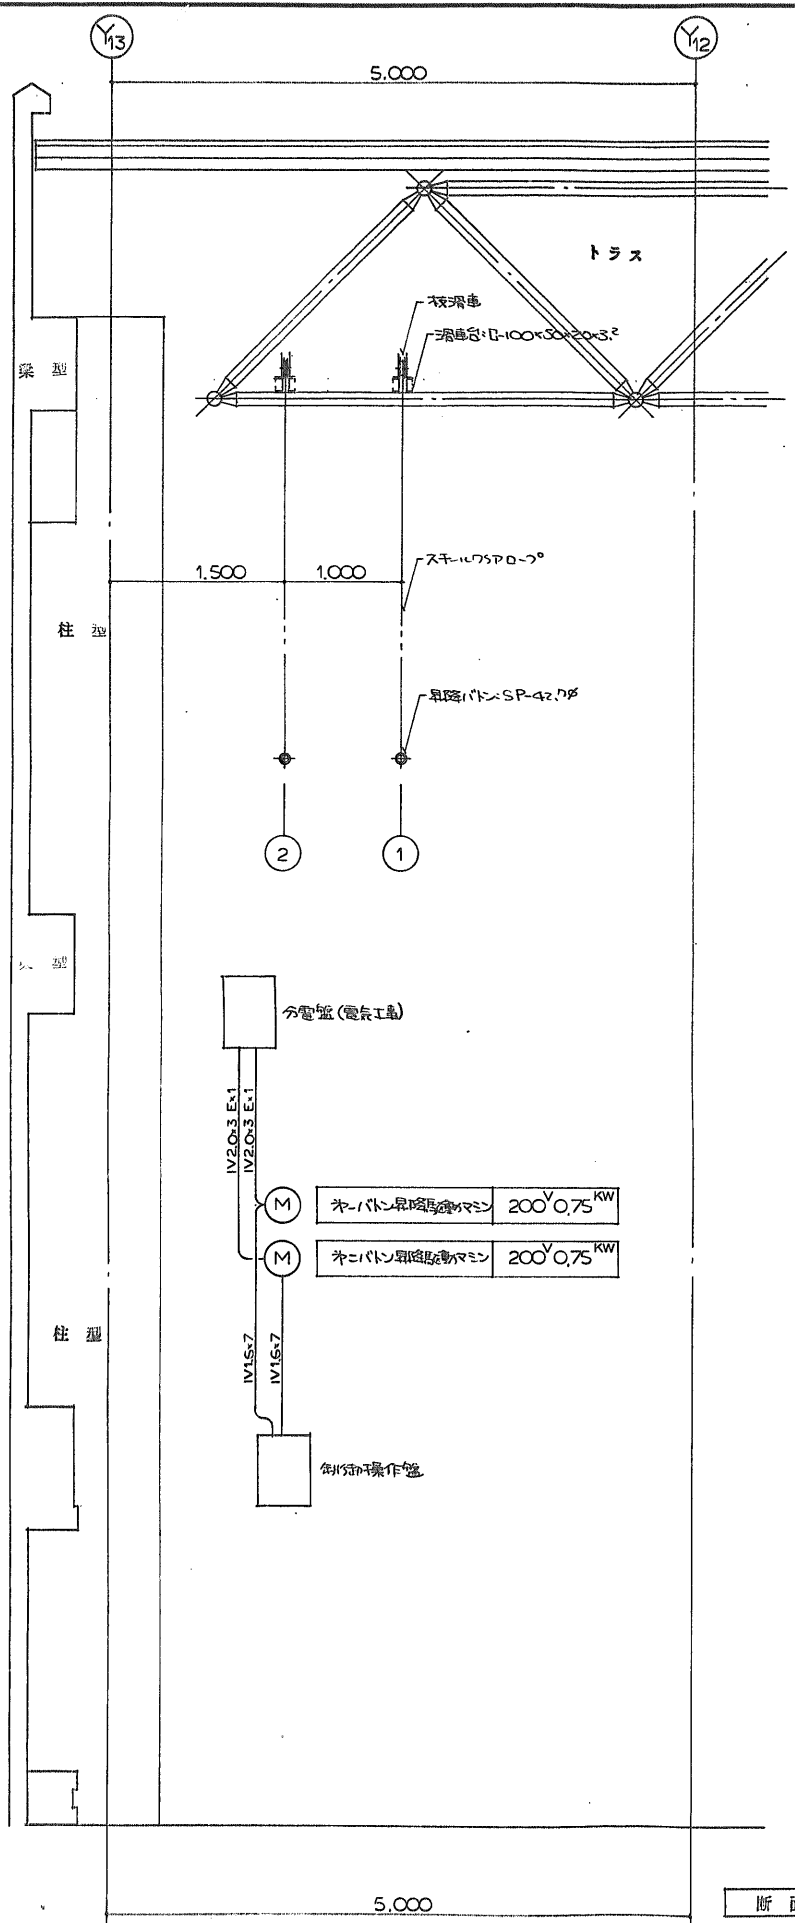 Y13
Y12
5.000
トラス
枝滑車
滑車台:C-100×50×20×3.2
梁型
1.500
1.000
スチールワイアロープ
柱型
昇降バトン:SP-42.7φ
2
1
型
分電盤(電気工事)
IV2.0×3 E×1
IV2.0×3 E×1
M
第一バトン昇降駆動マシン
200V 0.75KW
M
第二バトン昇降駆動マシン
200V 0.75KW
柱型
IV1.6×7
IV1.6×7
制御操作盤
5.000
断